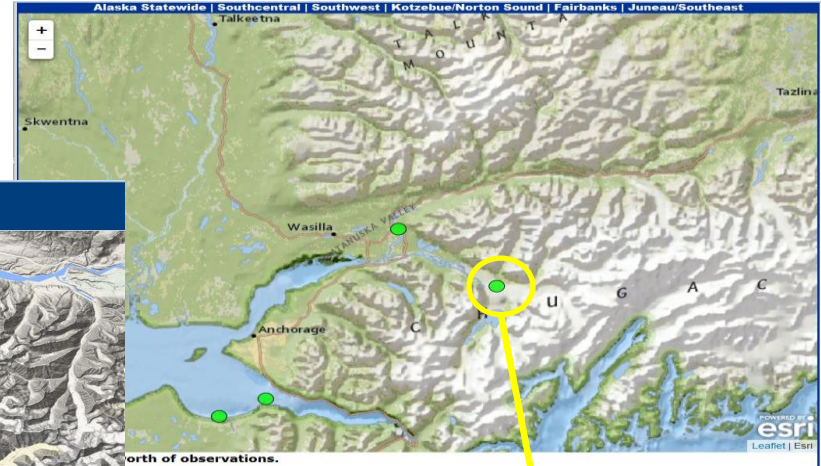 Alaska Statewide | Southcentral | Southwest | Kotzebue/Norton Sound | Fairbanks | Juneau/Southeast
+
−
Talkeetna
T A L K
M O U N T A
Tazlina
Skwentna
Wasilla
MATANUSKA VALLEY
C H U G A C
Anchorage
POWERED BY
esri
Leaflet | Esri
orth of observations.